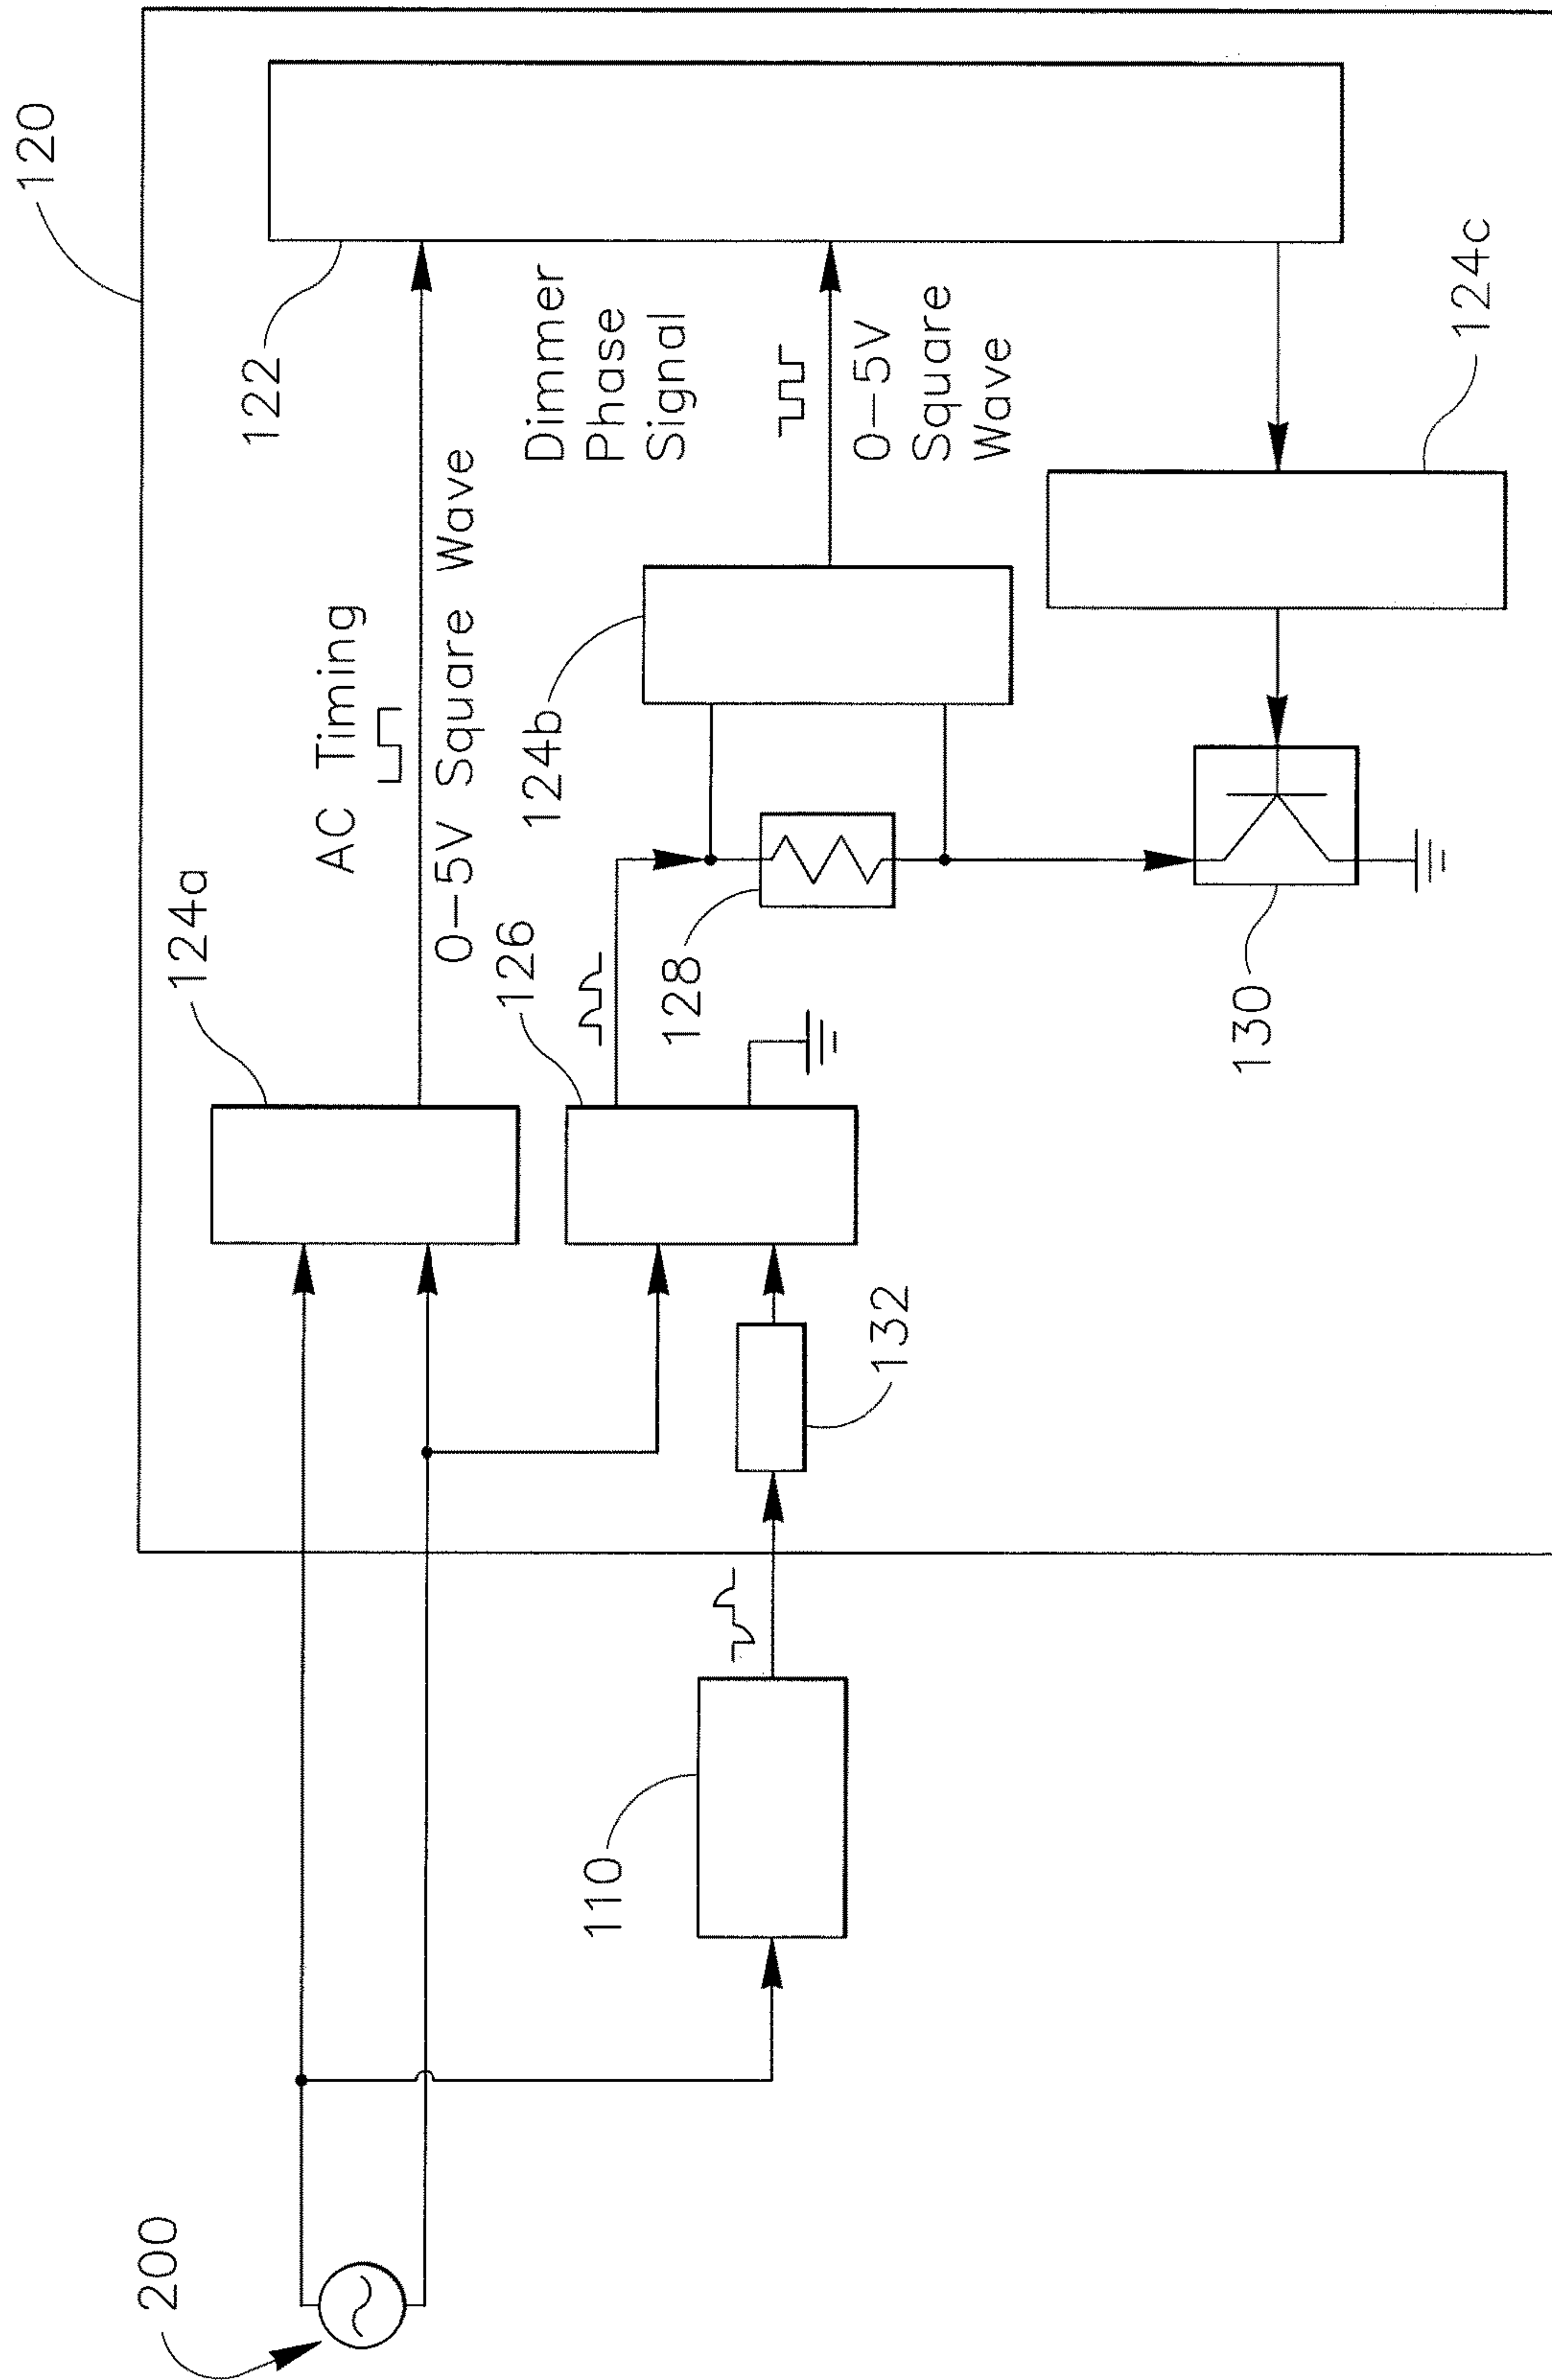 120
122
AC Timing
0–5V Square Wave
124a
Dimmer
Phase
Signal
0–5V
Square
Wave
124b
126
128
124c
130
132
110
200